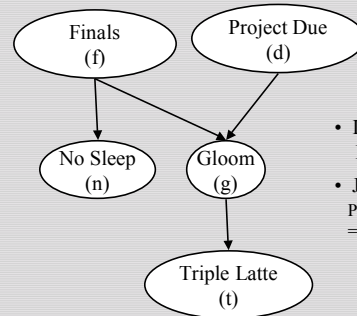 Finals
(f)
Project Due
(d)
No Sleep
(n)
Gloom
(g)
Triple Latte
(t)